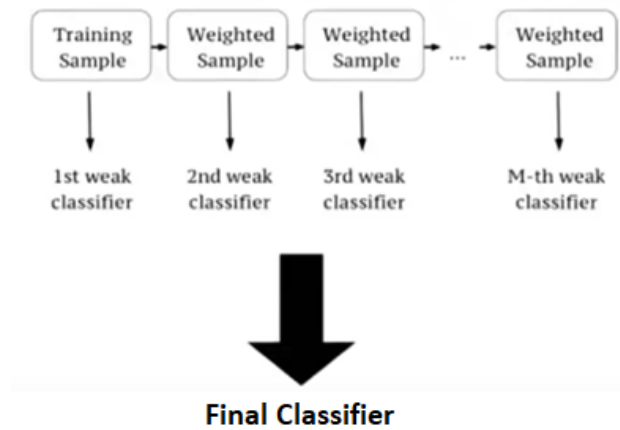 Training
Sample
Weighted
Sample
Weighted
Sample
...
Weighted
Sample
1st weak
classifier
2nd weak
classifier
3rd weak
classifier
M-th weak
classifier
Final Classifier